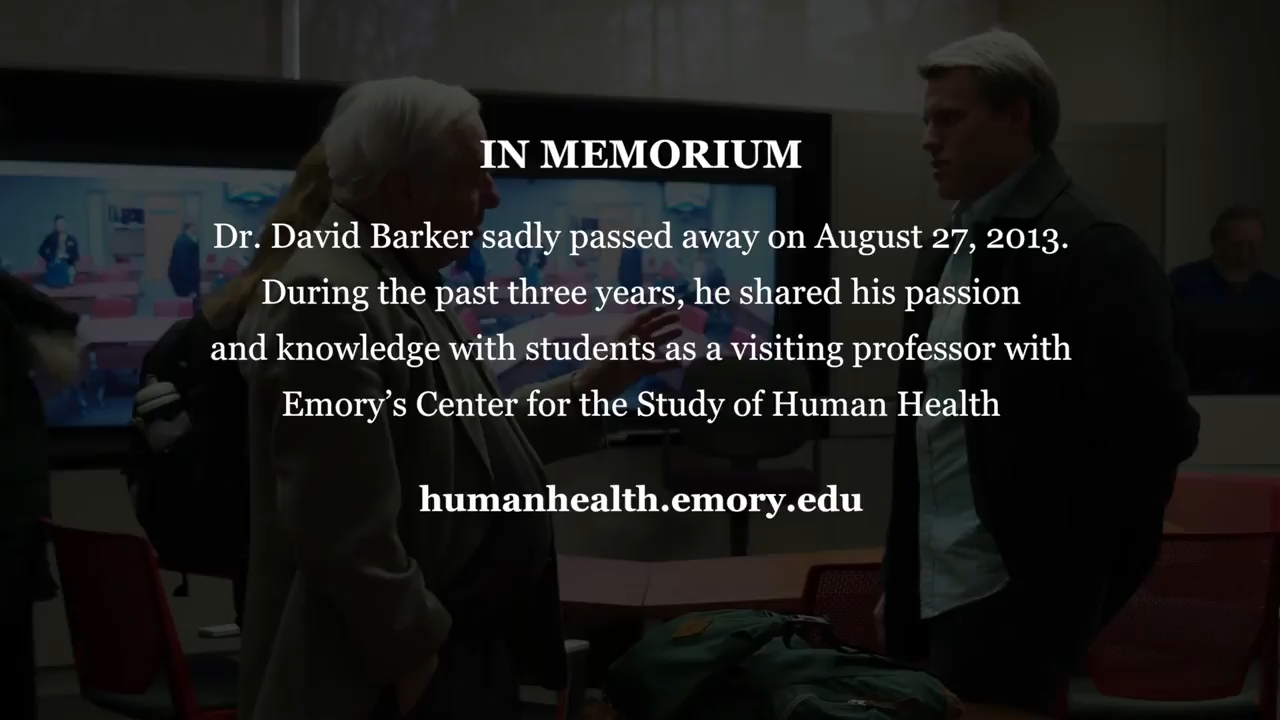 IN MEMORIUM
Dr. David Barker sadly passed away on August 27, 2013.
During the past three years, he shared his passion
and knowledge with students as a visiting professor with
Emory’s Center for the Study of Human Health
humanhealth.emory.edu